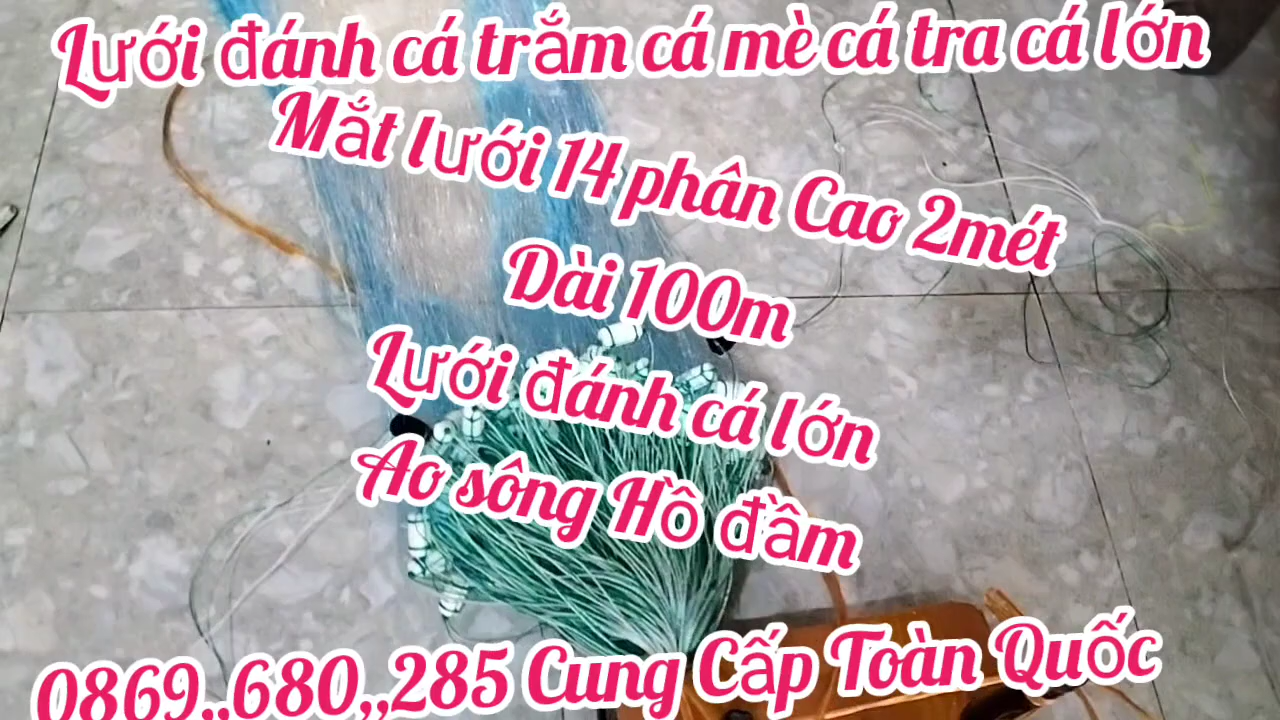 Lưới đánh cá trắm cá mè cá tra cá lớn
Mắt lưới 14 phân Cao 2mét
Dài 100m
Lưới đánh cá lớn
Ao sông Hồ đầm
0869,,680,,285 Cung Cấp Toàn Quốc